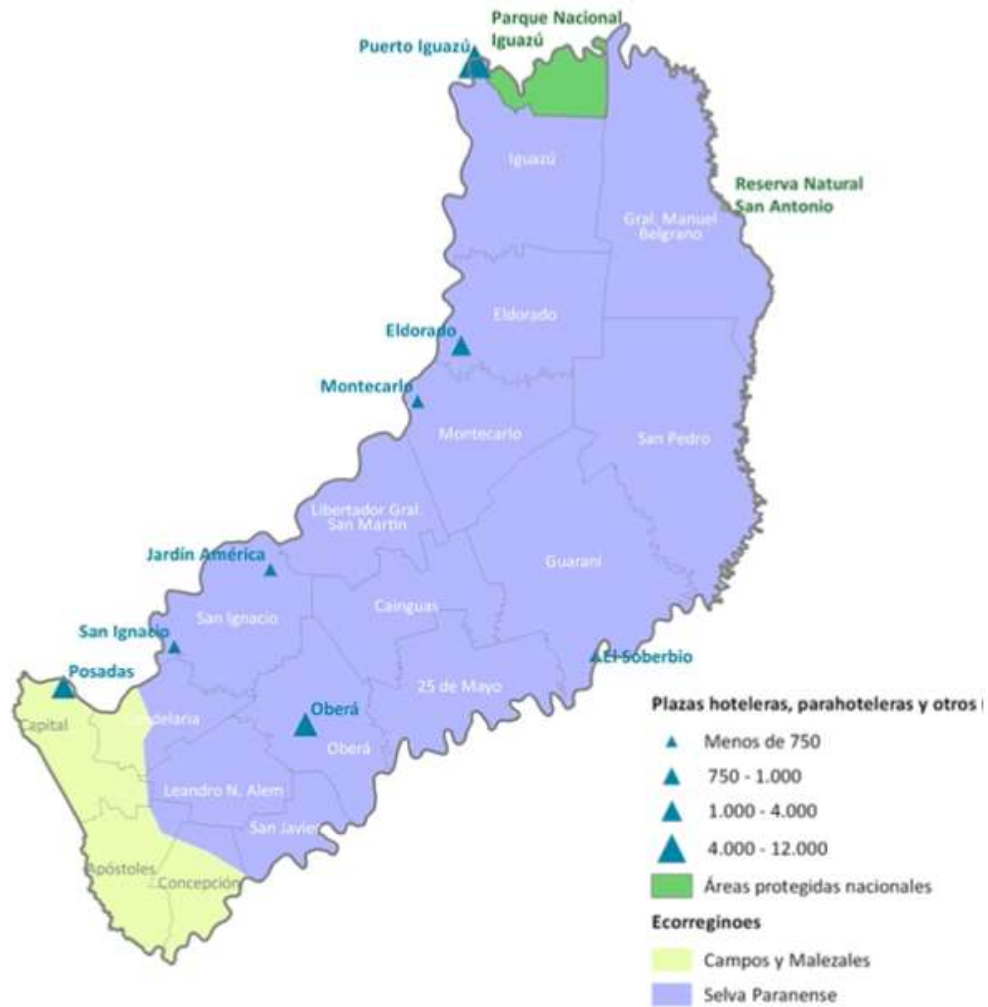 Parque Nacional
Iguazú
Puerto Iguazú
Iguazú
Reserva Natural
San Antonio
Gral. Manuel
Belgrano
Eldorado
Eldorado
Montecarlo
Montecarlo
San Pedro
Libertador Gral.
San Martin
Jardín América
Guaraní
Cainguas
San Ignacio
San Ignacio
El Soberbio
Posadas
25 de Mayo
Capital
Oberá
Oberá
Leandro N. Alem
San Javier
Apóstoles
Concepción
Plazas hoteleras, parahoteleras y otros
Menos de 750
750 - 1.000
1.000 - 4.000
4.000 - 12.000
Áreas protegidas nacionales
Ecorreginoes
Campos y Malezales
Selva Paranense